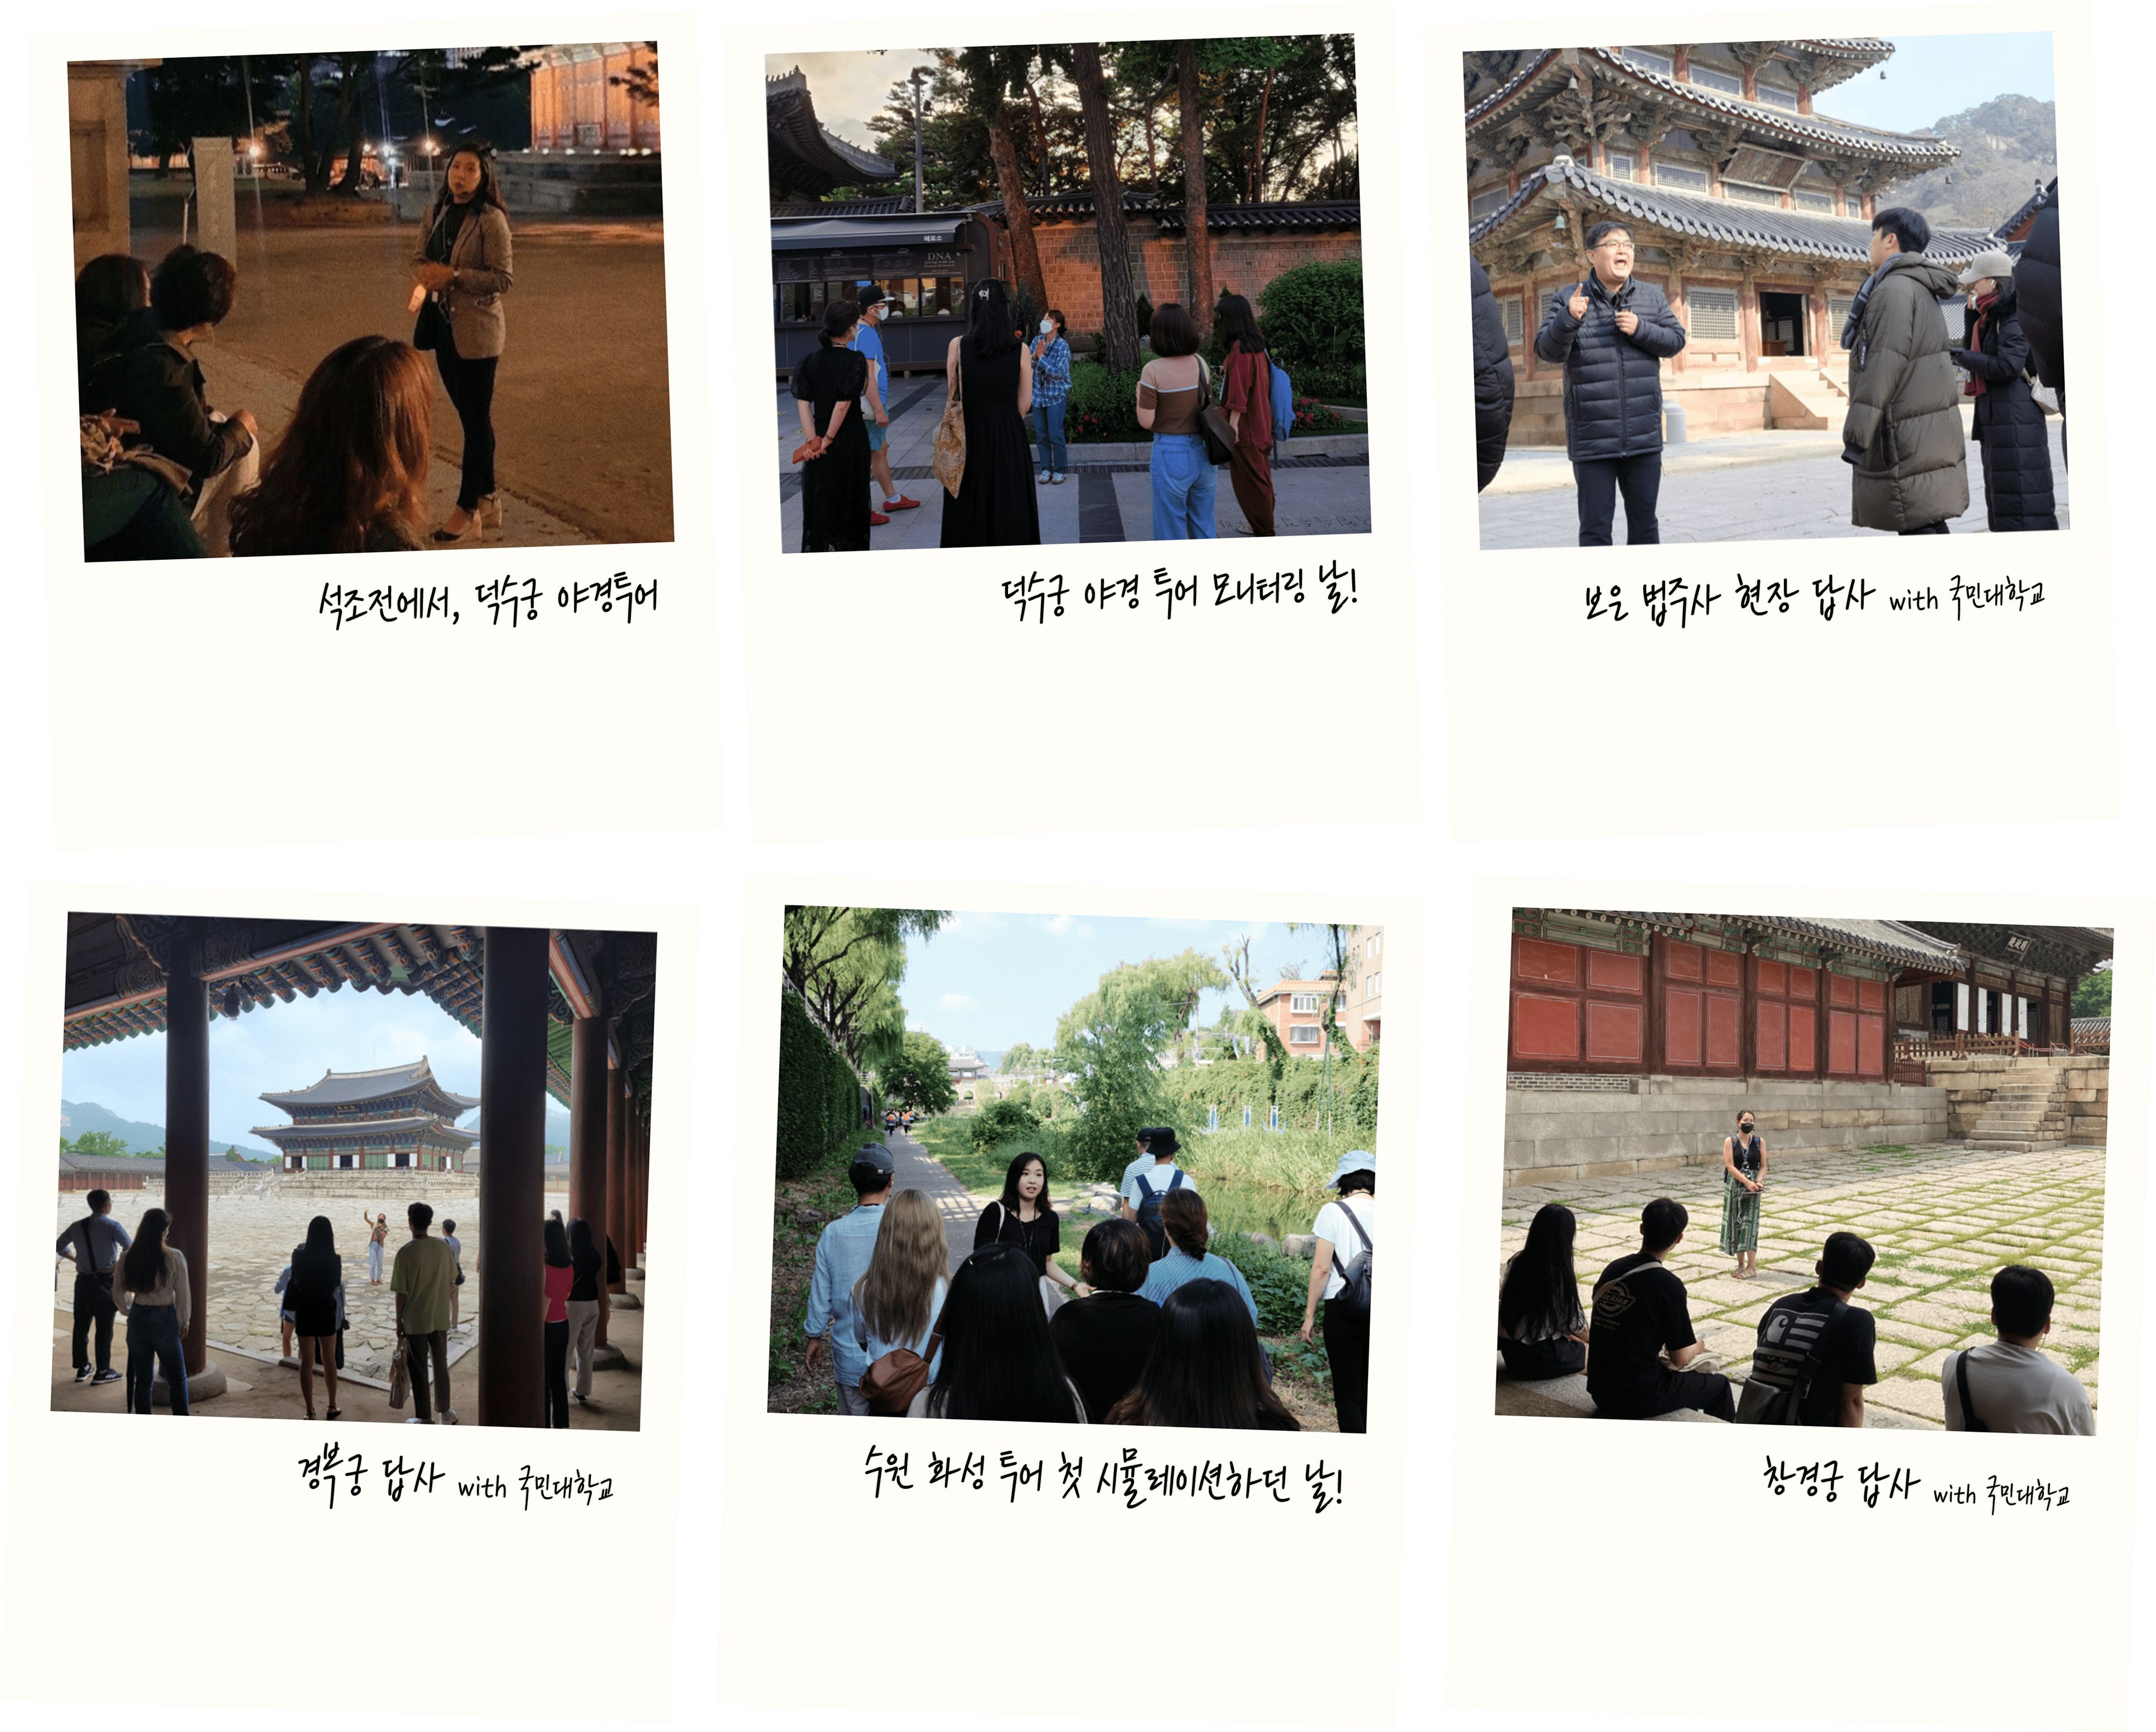 석조전에서, 덕수궁 야경투어
매표소
DNA
덕수궁 야경 투어 모니터링 날!
보은 법주사 현장 답사 with 국민대학교
경복궁 답사 with 국민대학교
수원 화성 투어 첫 시뮬레이션하던 날!
창경궁 답사 with 국민대학교